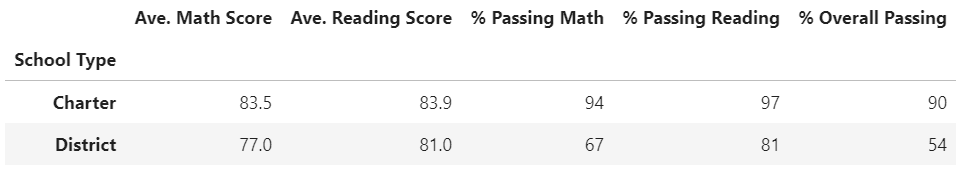 Ave. Math Score Ave. Reading Score % Passing Math % Passing Reading % Overall Passing
School Type
Charter 83.5 83.9 94 97 90
District 77.0 81.0 67 81 54